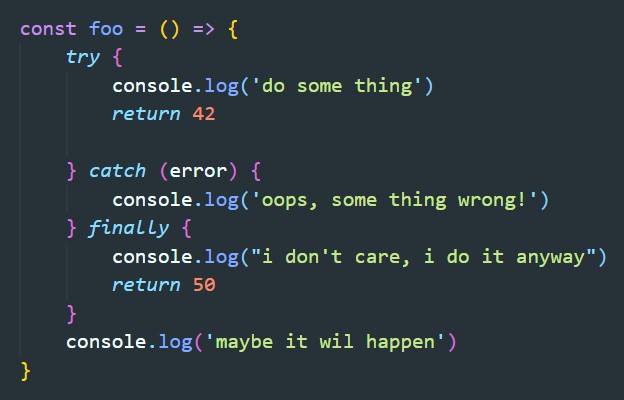 const foo = () => {
    try {
        console.log('do some thing')
        return 42

    } catch (error) {
        console.log('oops, some thing wrong!')
    } finally {
        console.log("i don't care, i do it anyway")
        return 50
    }
    console.log('maybe it wil happen')
}